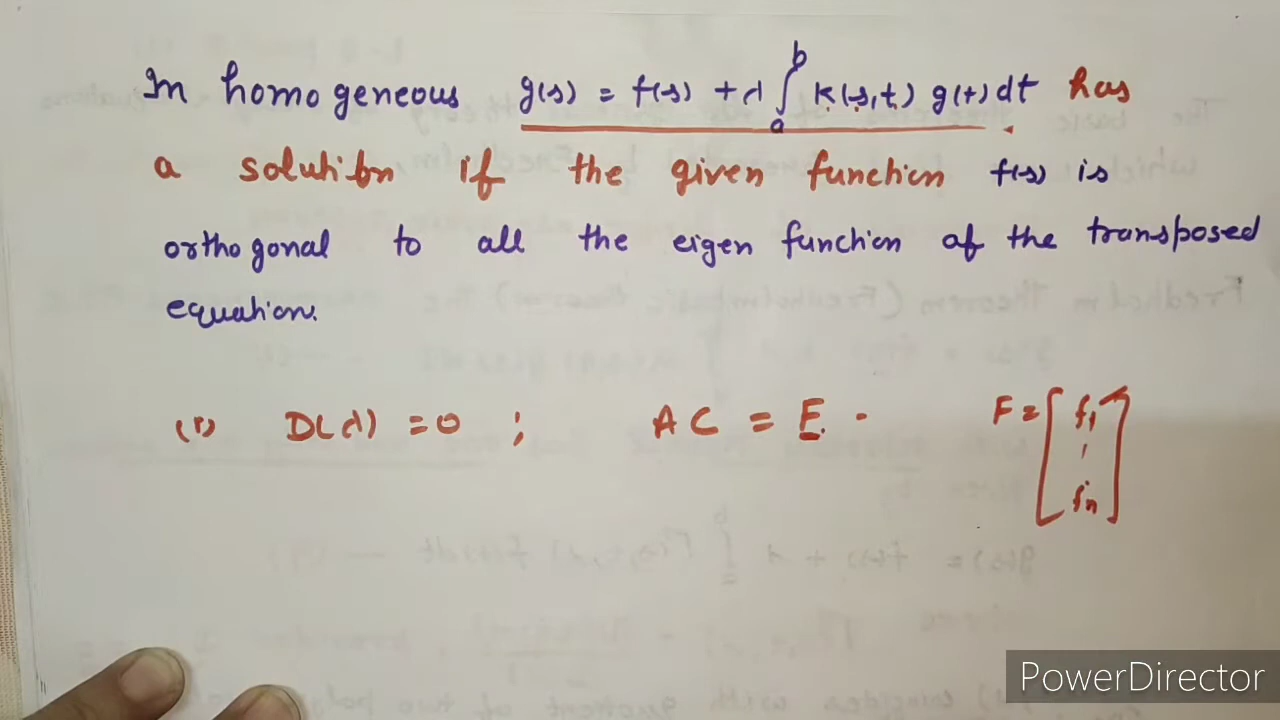 In homogeneous g(s) = f(s) + λ ∫_a^b K(s,t) g(t) dt has
a solution if the given function f(s) is
orthogonal to all the eigen function of the transposed
equation.
D(λ) = 0 ; AC = F. F = [f1 ' fn]
PowerDirector